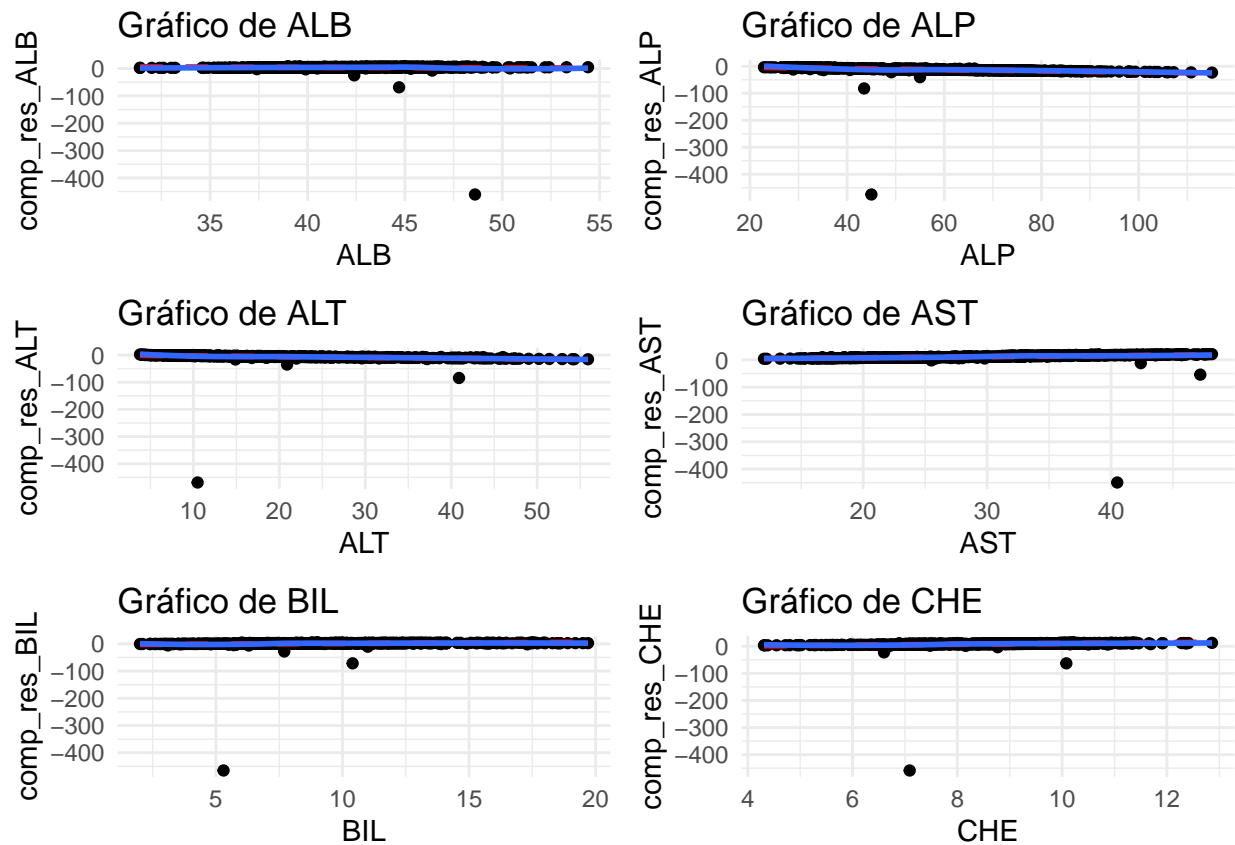 Gráfico de ALB
comp_res_ALB
0
−100
−200
−300
−400
35 40 45 50 55
ALB
Gráfico de ALP
comp_res_ALP
0
−100
−200
−300
−400
20 40 60 80 100
ALP
Gráfico de ALT
comp_res_ALT
0
−100
−200
−300
−400
10 20 30 40 50
ALT
Gráfico de AST
comp_res_AST
0
−100
−200
−300
−400
20 30 40
AST
Gráfico de BIL
comp_res_BIL
0
−100
−200
−300
−400
5 10 15 20
BIL
Gráfico de CHE
comp_res_CHE
0
−100
−200
−300
−400
4 6 8 10 12
CHE